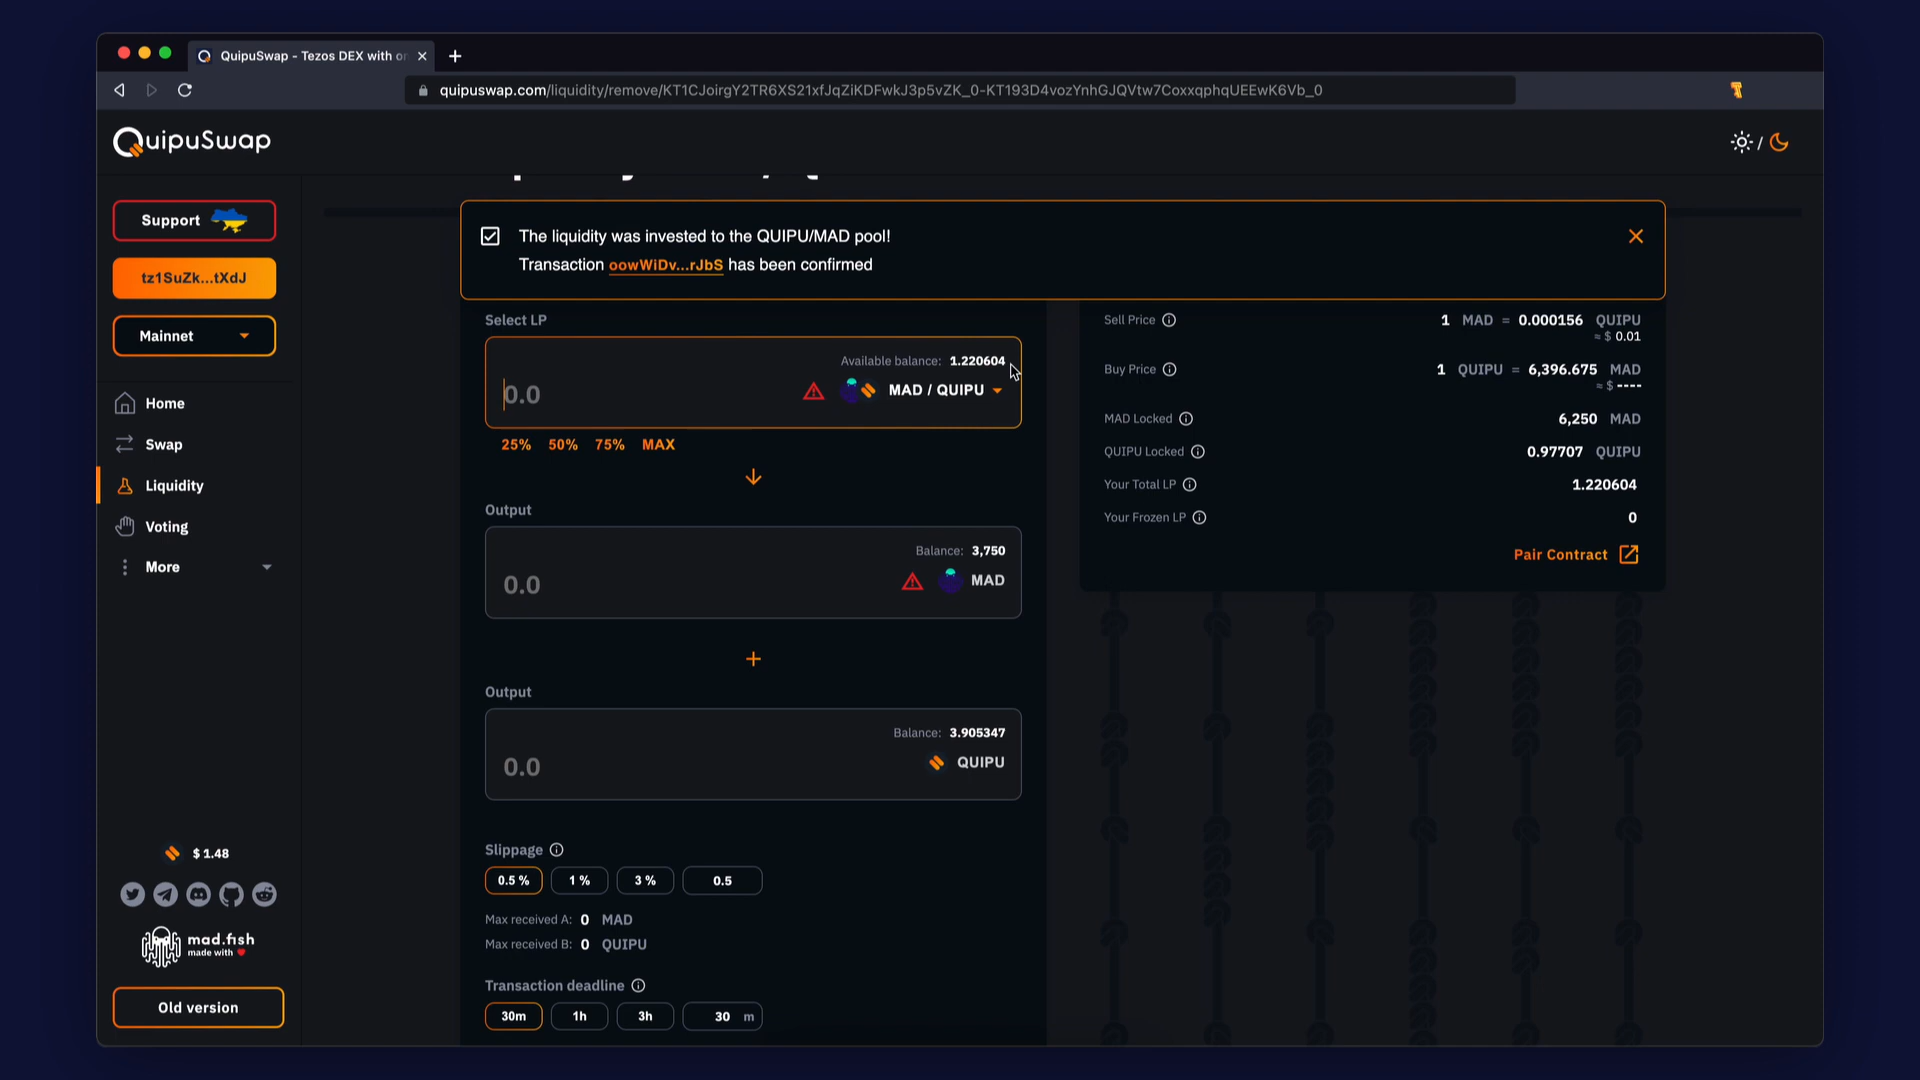 QuipuSwap - Tezos DEX with o
quipuswap.com/liquidity/remove/KT1CJoirgY2TR6XS21xfJqZiKDFwkJ3p5vZK_0-KT193D4vozYnhGJQVtw7CoxxqphqUEEwK6Vb_0
QuipuSwap
/
Support
tz1SuZk...tXdJ
Mainnet
Home
Swap
Liquidity
Voting
More
$ 1.48
mad.fish
made with
Old version
The liquidity was invested to the QUIPU/MAD pool!
Transaction oowWiDv...rJbS has been confirmed
Select LP
Available balance: 1.220604
0.0
MAD / QUIPU
25% 50% 75% MAX
Output
Balance: 3,750
0.0
MAD
Output
Balance: 3.905347
0.0
QUIPU
Slippage
0.5 % 1 % 3 % 0.5
Max received A: 0 MAD
Max received B: 0 QUIPU
Transaction deadline
30m 1h 3h 30 m
Sell Price 1 MAD = 0.000156 QUIPU
≈ $ 0.01
Buy Price 1 QUIPU = 6,396.675 MAD
≈ $ ----
MAD Locked 6,250 MAD
QUIPU Locked 0.97707 QUIPU
Your Total LP 1.220604
Your Frozen LP 0
Pair Contract